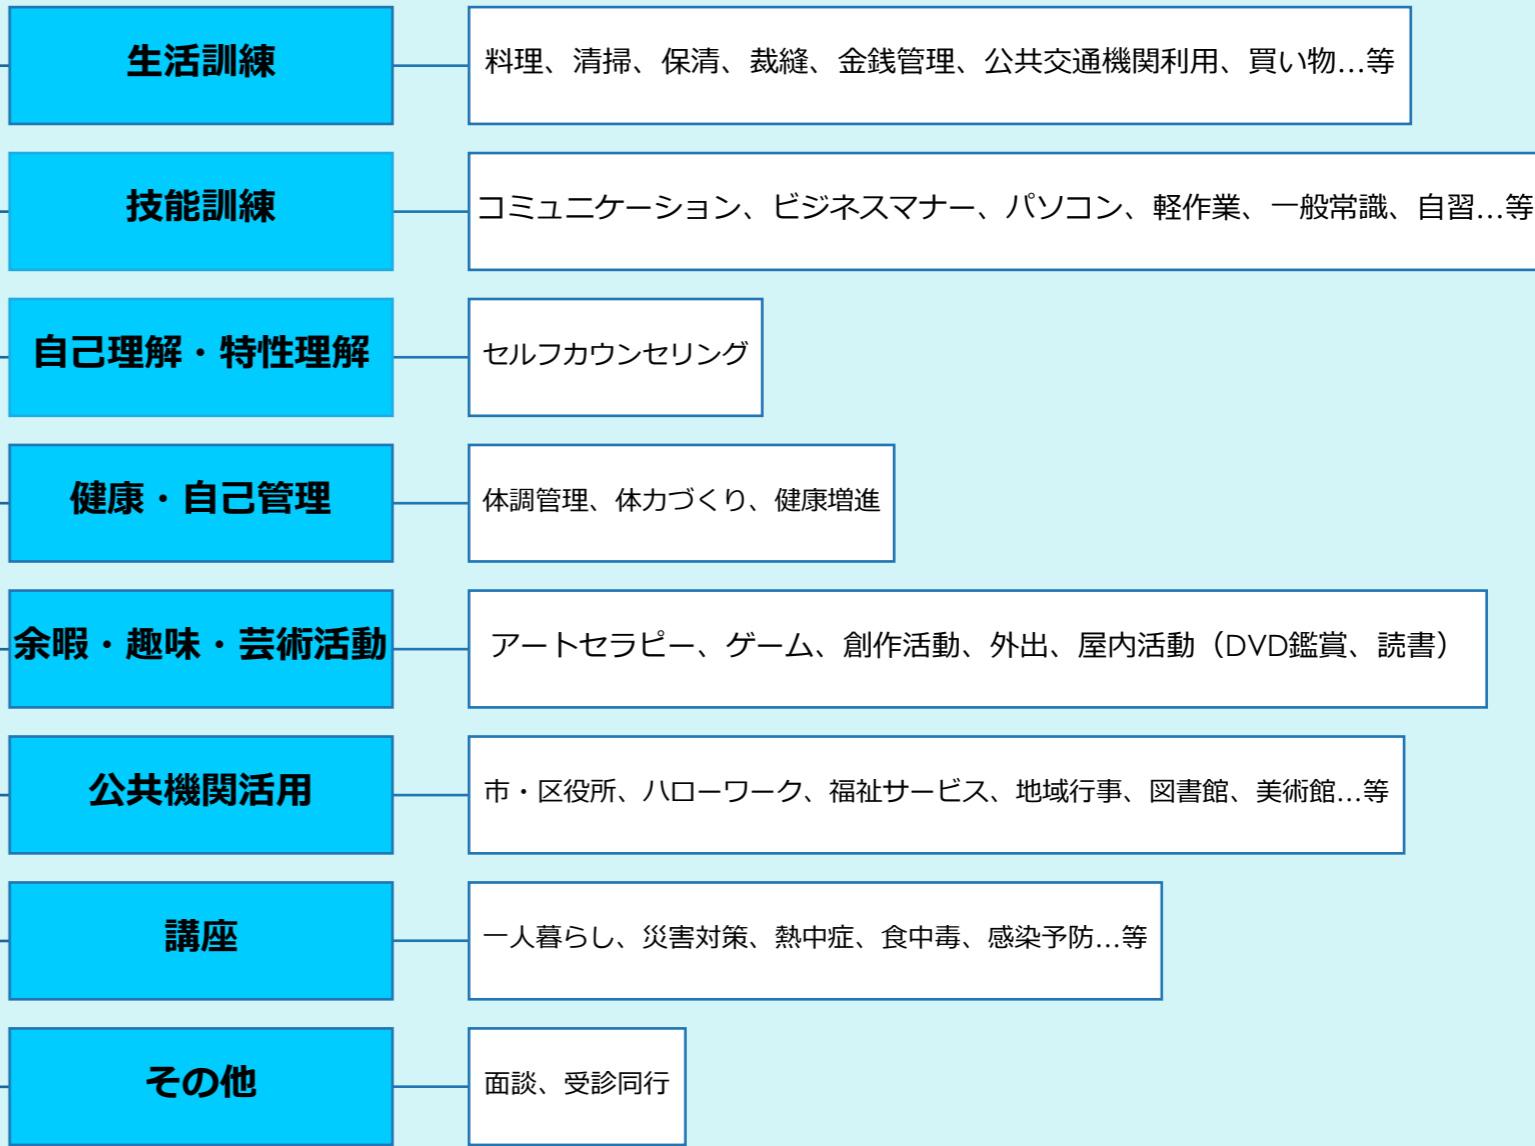 生活訓練
料理、清掃、保清、裁縫、金銭管理、公共交通機関利用、買い物…等
技能訓練
コミュニケーション、ビジネスマナー、パソコン、軽作業、一般常識、自習…等
自己理解・特性理解
セルフカウンセリング
健康・自己管理
体調管理、体力づくり、健康増進
余暇・趣味・芸術活動
アートセラピー、ゲーム、創作活動、外出、屋内活動（DVD鑑賞、読書）
公共機関活用
市・区役所、ハローワーク、福祉サービス、地域行事、図書館、美術館…等
講座
一人暮らし、災害対策、熱中症、食中毒、感染予防…等
その他
面談、受診同行